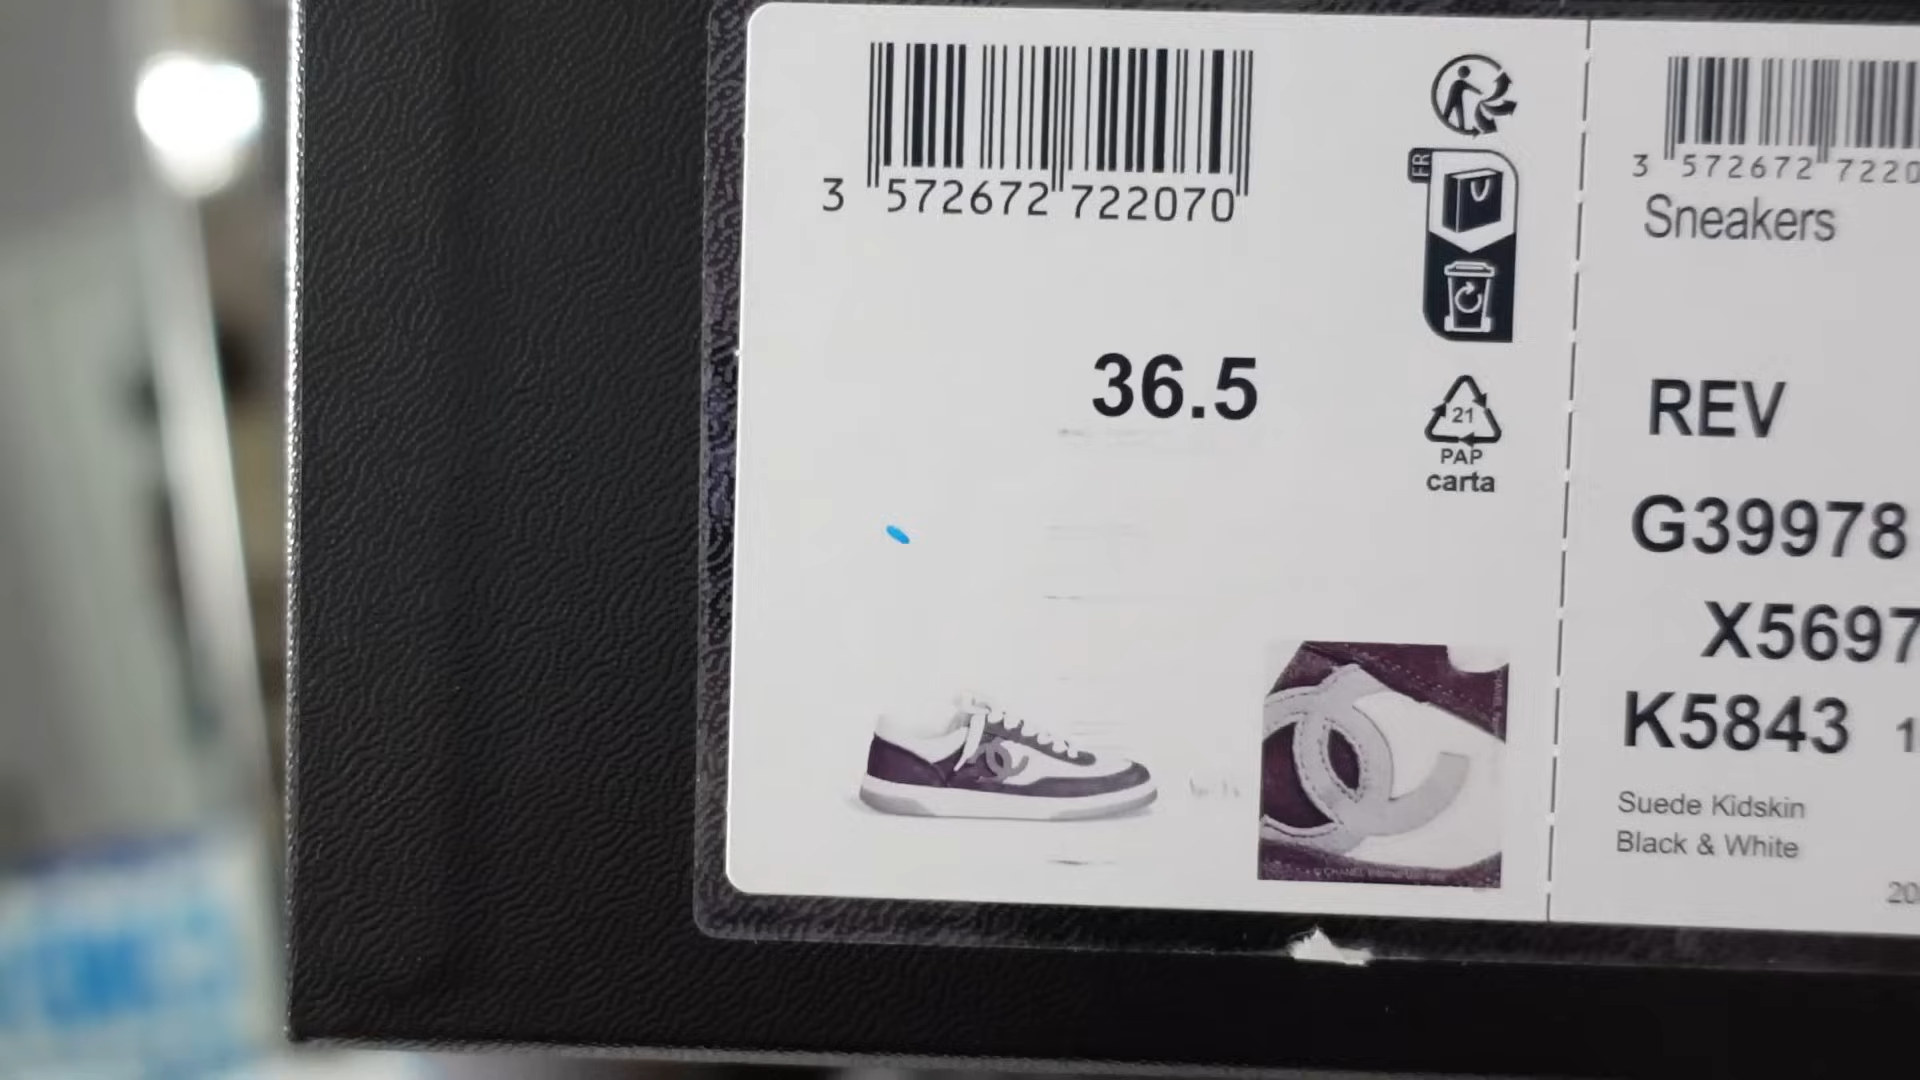 3 572672 722070
FR
36.5
21
PAP
carta
3 572672 7220
Sneakers
REV
G39978
X5697
K5843 1
Suede Kidskin
Black & White
20